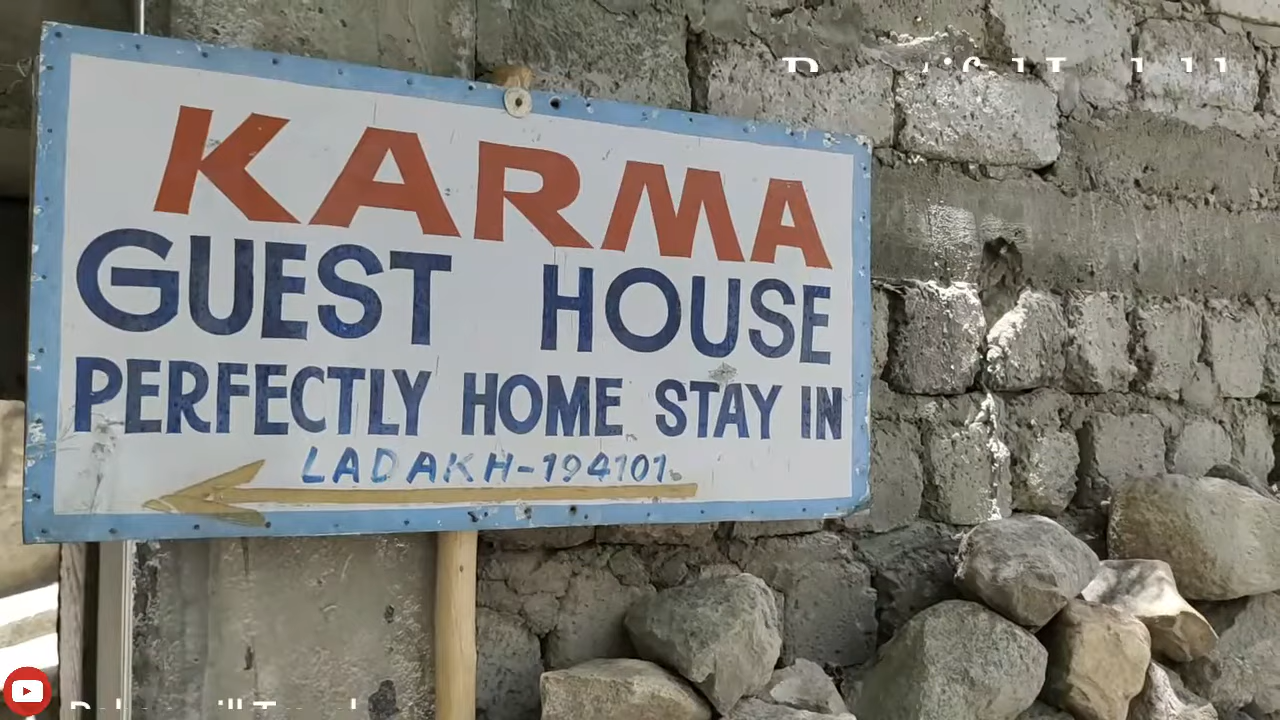 KARMA
GUEST HOUSE
PERFECTLY HOME STAY IN
LADAKH-194101.